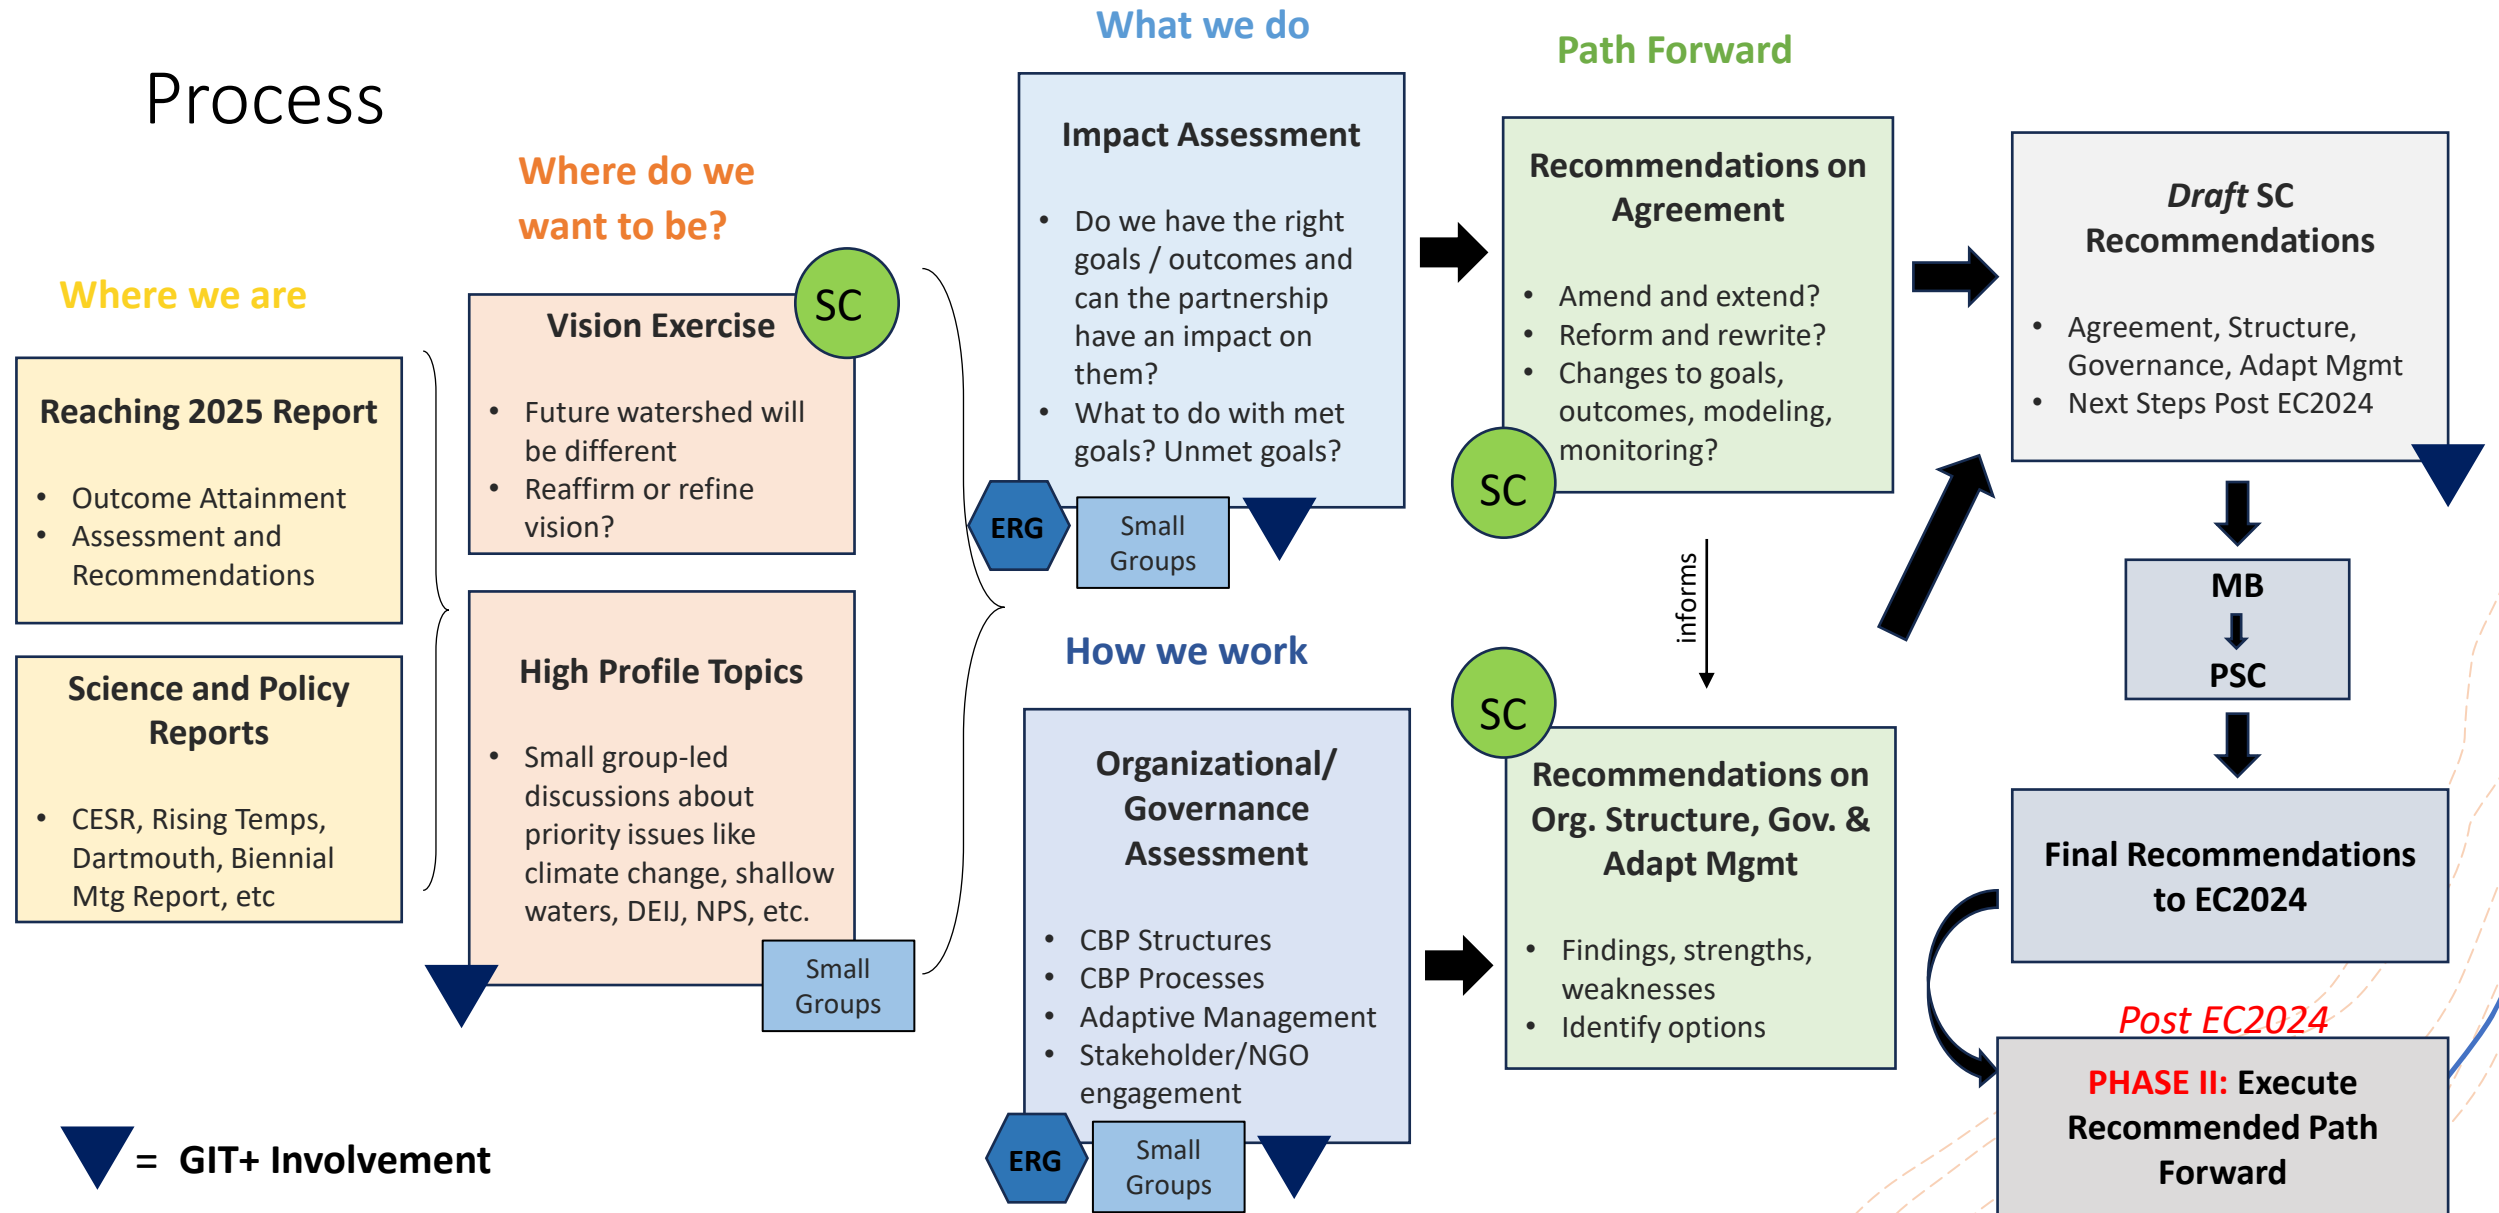 Process
Where we are
Reaching 2025 Report
• Outcome Attainment
• Assessment and
Recommendations
Science and Policy
Reports
• CESR, Rising Temps,
Dartmouth, Biennial
Mtg Report, etc
Where do we
want to be?
SC
Vision Exercise
• Future watershed will
be different
• Reaffirm or refine
vision?
High Profile Topics
• Small group-led
discussions about
priority issues like
climate change, shallow
waters, DEIJ, NPS, etc.
Small
Groups
What we do
Impact Assessment
• Do we have the right
goals / outcomes and
can the partnership
have an impact on
them?
• What to do with met
goals? Unmet goals?
ERG
Small
Groups
How we work
Organizational/
Governance
Assessment
• CBP Structures
• CBP Processes
• Adaptive Management
• Stakeholder/NGO
engagement
ERG
Small
Groups
Path Forward
Recommendations on
Agreement
• Amend and extend?
• Reform and rewrite?
• Changes to goals,
outcomes, modeling,
monitoring?
SC
informs
SC
Recommendations on
Org. Structure, Gov. &
Adapt Mgmt
• Findings, strengths,
weaknesses
• Identify options
Draft SC
Recommendations
• Agreement, Structure,
Governance, Adapt Mgmt
• Next Steps Post EC2024
MB
PSC
Final Recommendations
to EC2024
Post EC2024
PHASE II: Execute
Recommended Path
Forward
= GIT+ Involvement